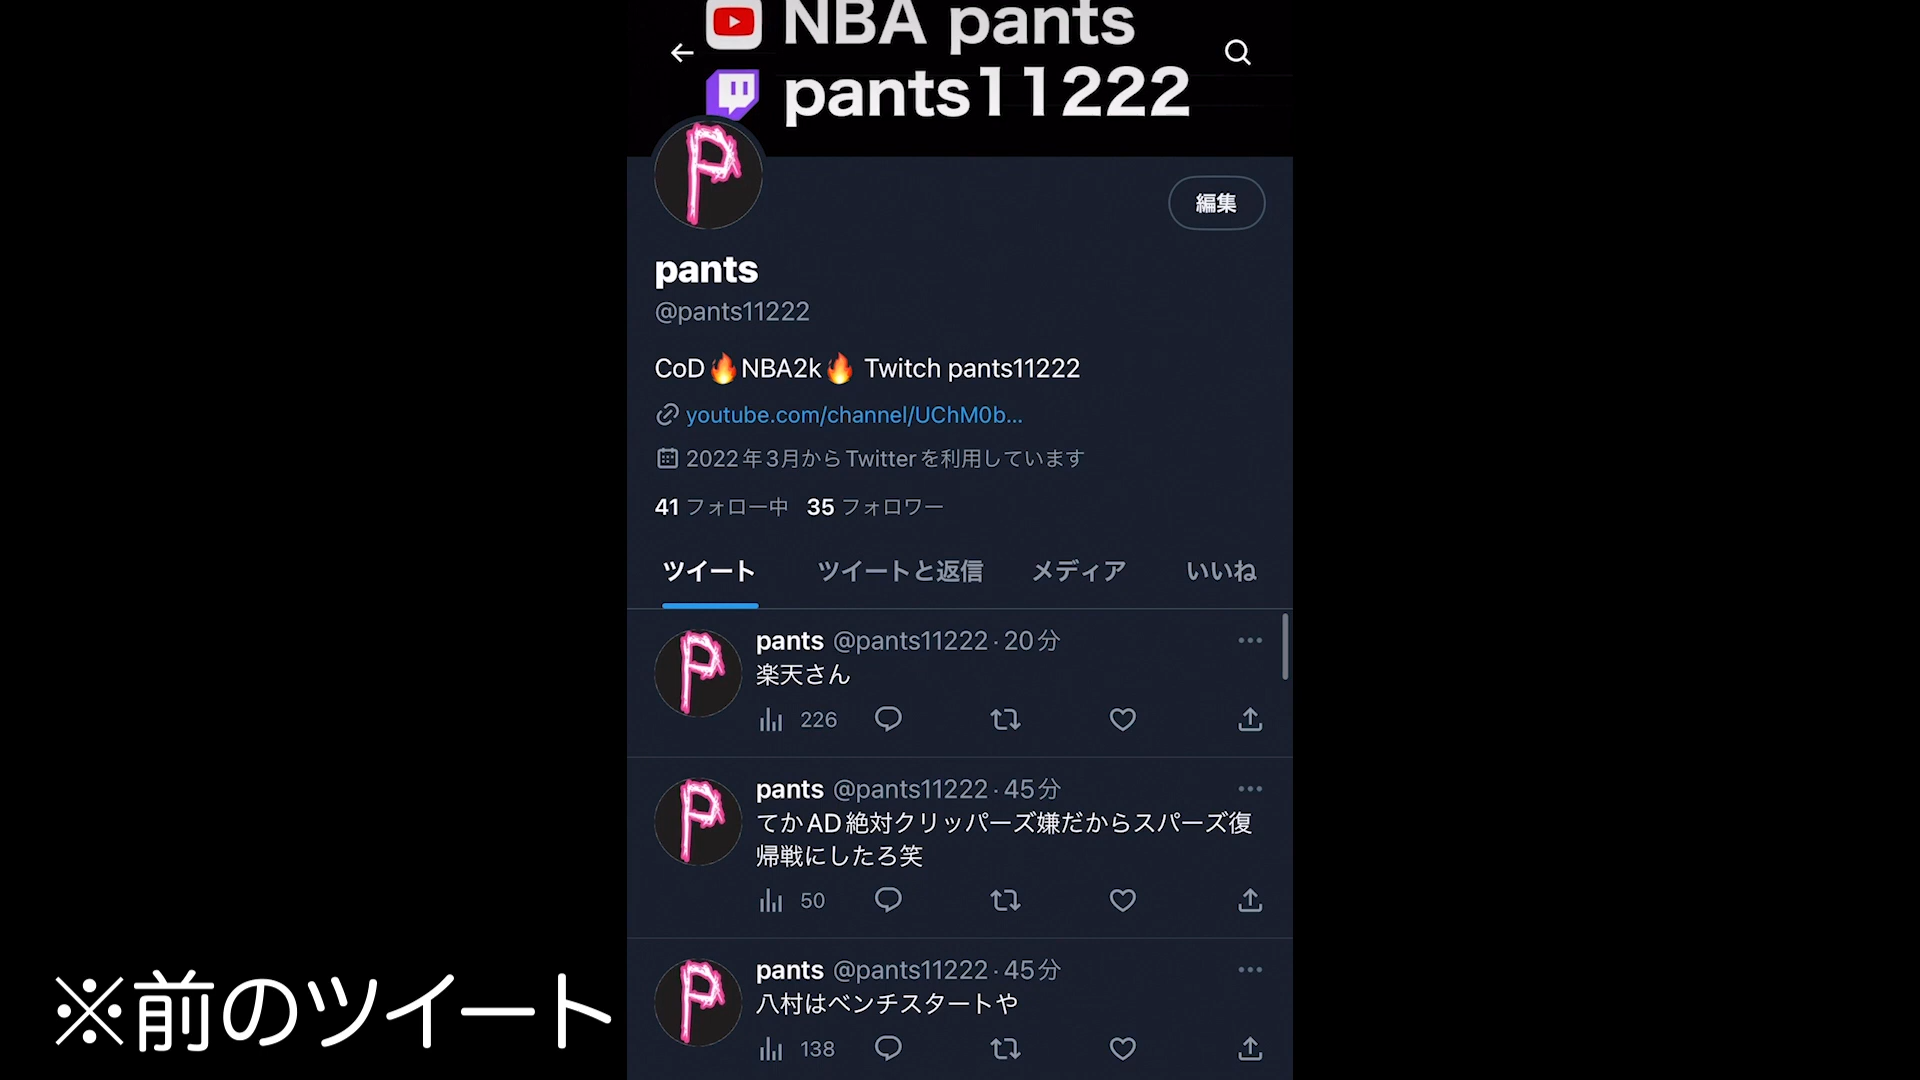 NBA pants
pants11222
編集
pants
@pants11222
CoD🔥NBA2k🔥 Twitch pants11222
youtube.com/channel/UChM0b...
2022年3月からTwitterを利用しています
41 フォロー中 35 フォロワー
ツイート ツイートと返信 メディア いいね
pants @pants11222 · 20分
楽天さん
226
pants @pants11222 · 45分
てかAD絶対クリッパーズ嫌だからスパーズ復
帰戦にしたろ笑
50
pants @pants11222 · 45分
八村はベンチスタートや
138
※前のツイート